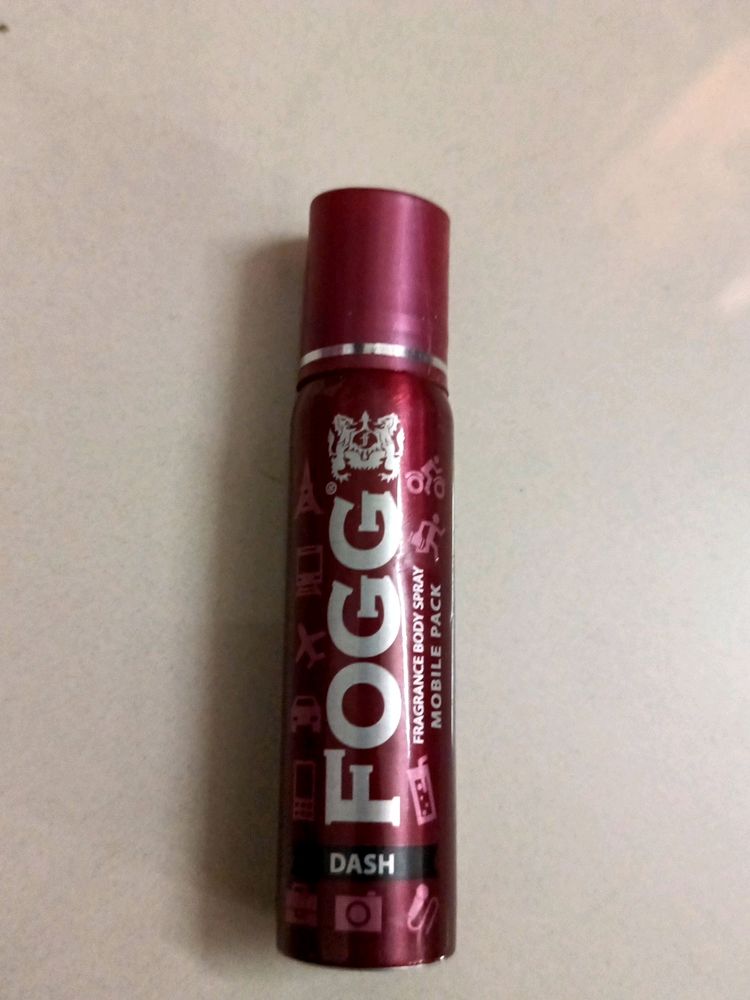 FOGG®
FRAGRANCE BODY SPRAY
MOBILE PACK
DASH